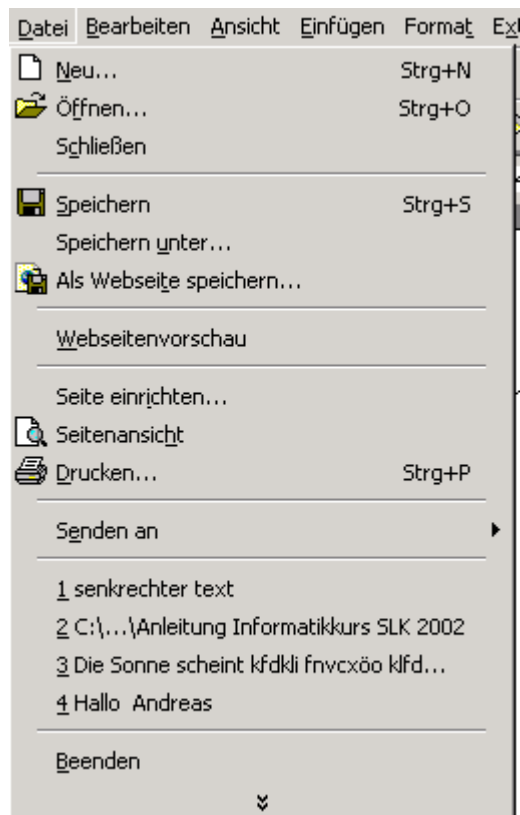 Datei Bearbeiten Ansicht Einfügen Format
Neu... Strg+N
Öffnen... Strg+O
Schließen
Speichern Strg+S
Speichern unter...
Als Webseite speichern...
Webseitenvorschau
Seite einrichten...
Seitenansicht
Drucken... Strg+P
Senden an
1 senkrechter text
2 C:\...\Anleitung Informatikkurs SLK 2002
3 Die Sonne scheint kfdkli fnvcxöo klfd...
4 Hallo  Andreas
Beenden